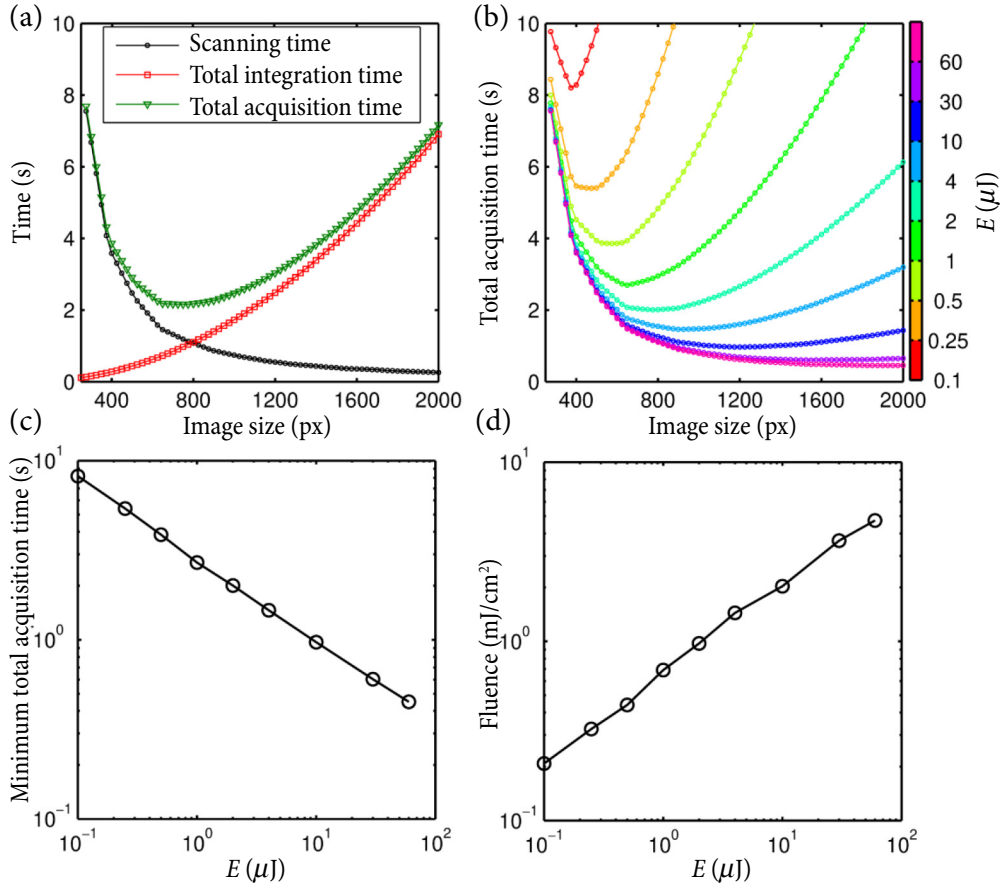 (a)
Scanning time
Total integration time
Total acquisition time
Time (s)
10
8
6
4
2
0
400 800 1200 1600 2000
Image size (px)
(b)
Total acquisition time (s)
10
8
6
4
2
0
400 800 1200 1600 2000
Image size (px)
60
30
10
4
2
1
0.5
0.25
0.1
E (μJ)
(c)
Minimum total acquisition time (s)
10¹
10⁰
10⁻¹
10⁻¹ 10⁰ 10¹ 10²
E (μJ)
(d)
Fluence (mJ/cm²)
10¹
10⁰
10⁻¹
10⁻¹ 10⁰ 10¹ 10²
E (μJ)